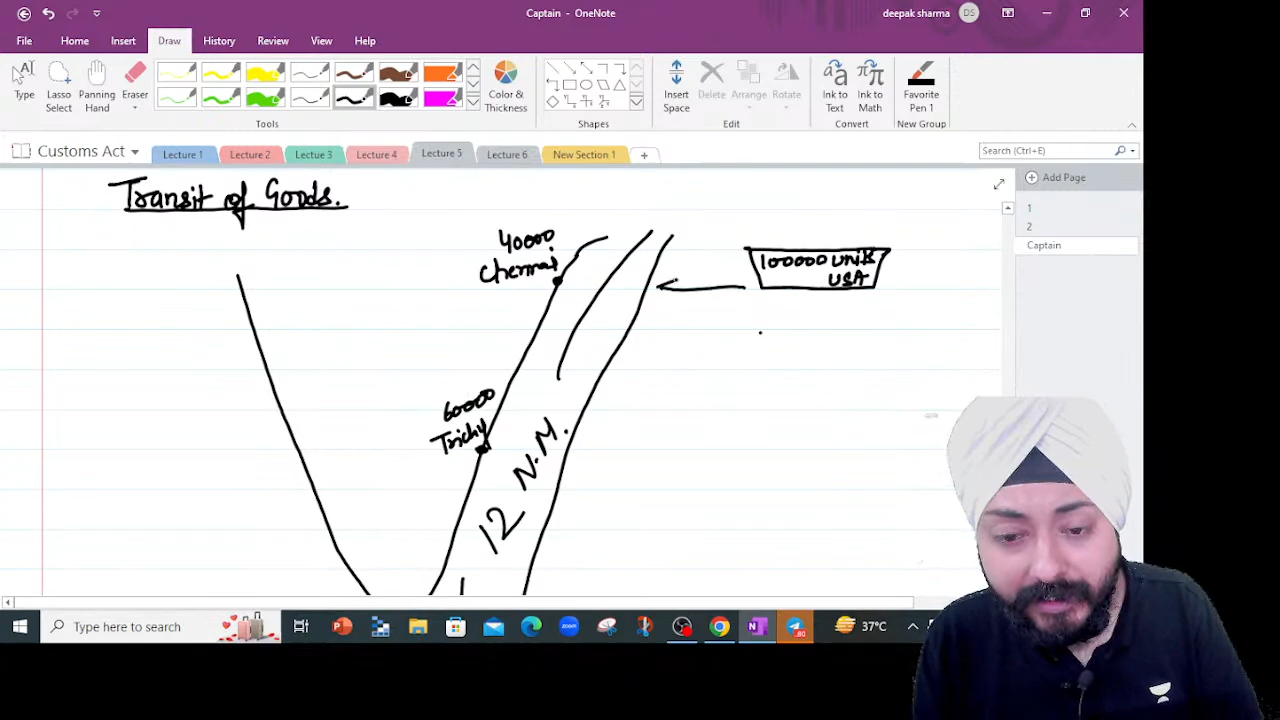 Captain - OneNote
deepak sharma DS
File Home Insert Draw History Review View Help
Type
Lasso Select
Panning Hand
Eraser
Color & Thickness
Insert Space
Delete
Arrange
Rotate
Ink to Text
Ink to Math
Favorite Pen 1
Tools
Shapes
Edit
Convert
New Group
Customs Act
Lecture 1
Lecture 2
Lectue 3
Lecture 4
Lecture 5
Lecture 6
New Section 1
Search (Ctrl+E)
Add Page
1
2
Captain
Transit of Goods.
40000
Chennai
100000 units
USA
60000
Trichy
12 N.M.
Type here to search
80
37°C